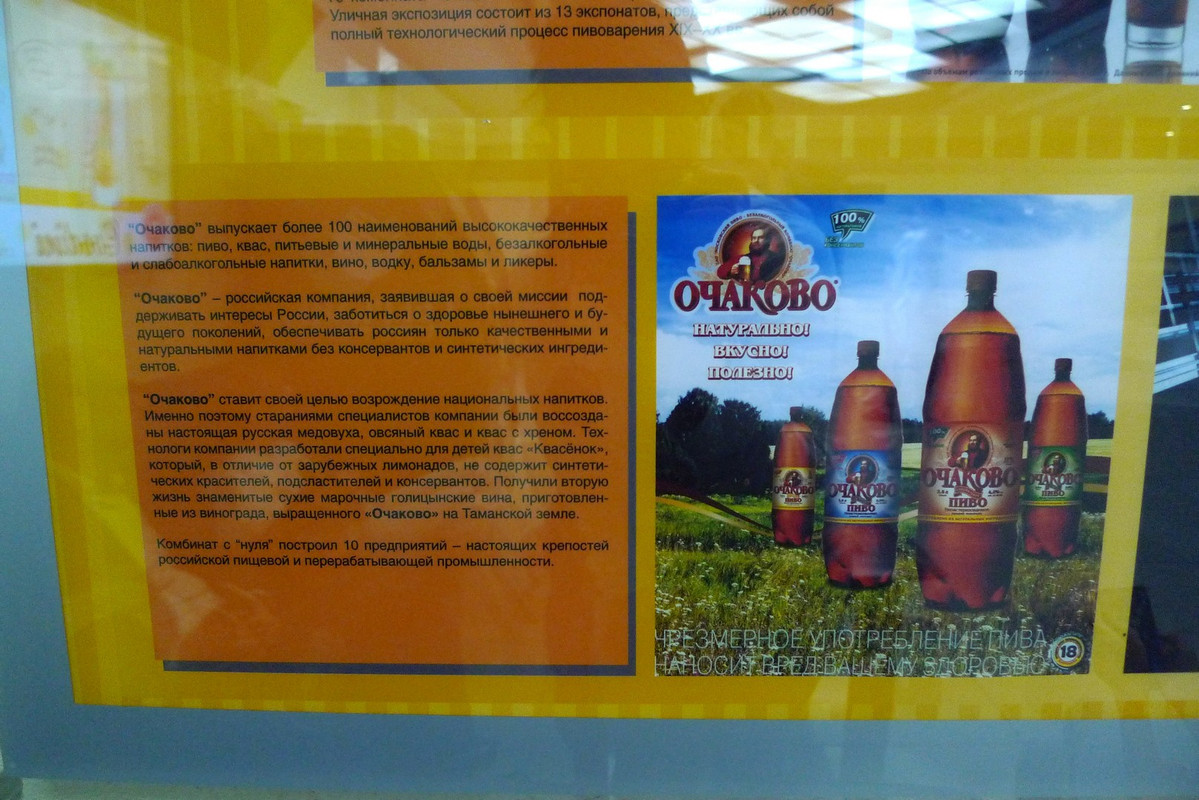 Уличная экспозиция состоит из 13 экспонатов, собой
полный технологический процесс пивоварения XIX–XX
“Очаково” выпускает более 100 наименований высококачественных
напитков: пиво, квас, питьевые и минеральные воды, безалкогольные
и слабоалкогольные напитки, вино, водку, бальзамы и ликеры.
“Очаково” – российская компания, заявившая о своей миссии под-
держивать интересы России, заботиться о здоровье нынешнего и бу-
дущего поколений, обеспечивать россиян только качественными и
натуральными напитками без консервантов и синтетических ингреди-
ентов.
“Очаково” ставит своей целью возрождение национальных напитков.
Именно поэтому стараниями специалистов компании были воссозда-
ны настоящая русская медовуха, овсяный квас и квас с хреном. Тех-
нологи компании разработали специально для детей квас «Квасёнок»,
который, в отличие от зарубежных лимонадов, не содержит синтети-
ческих красителей, подсластителей и консервантов. Получили вторую
жизнь знаменитые сухие марочные голицынские вина, приготовлен-
ные из винограда, выращенного «Очаково» на Таманской земле.
Комбинат с “нуля” построил 10 предприятий – настоящих крепостей
российской пищевой и перерабатывающей промышленности.
100%
ОЧАКОВО
НАТУРАЛЬНО!
ВКУСНО!
ПОЛЕЗНО!
ОЧАКОВО
ПИВО
ОЧАКОВО
ПИВО
ОЧАКОВО
ПИВО
ОЧАКОВО
ПИВО
ЧРЕЗМЕРНОЕ УПОТРЕБЛЕНИЕ ПИВА
НАНОСИТ ВРЕД ВАШЕМУ ЗДОРОВЬЮ
18